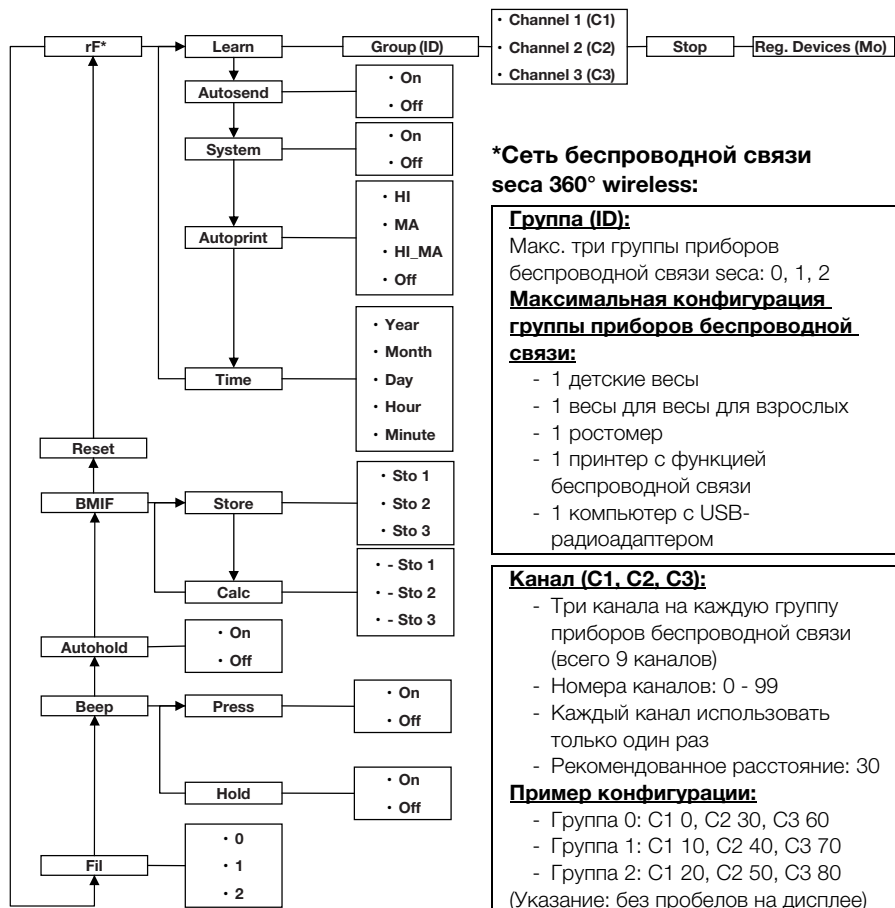 rF*
Learn
Group (ID)
• Channel 1 (C1)
• Channel 2 (C2)
• Channel 3 (C3)
Stop
Reg. Devices (Mo)
Autosend
• On
• Off
System
• On
• Off
Autoprint
• HI
• MA
• HI_MA
• Off
Time
• Year
• Month
• Day
• Hour
• Minute
Reset
BMIF
Store
• Sto 1
• Sto 2
• Sto 3
Calc
• - Sto 1
• - Sto 2
• - Sto 3
Autohold
• On
• Off
Beep
Press
• On
• Off
Hold
• On
• Off
Fil
• 0
• 1
• 2
*Сеть беспроводной связи
seca 360° wireless:
Группа (ID):
Макс. три группы приборов
беспроводной связи seca: 0, 1, 2
Максимальная конфигурация
группы приборов беспроводной
связи:
- 1 детские весы
- 1 весы для весы для взрослых
- 1 ростомер
- 1 принтер с функцией
беспроводной связи
- 1 компьютер с USB-
радиоадаптером
Канал (C1, C2, C3):
- Три канала на каждую группу
приборов беспроводной связи
(всего 9 каналов)
- Номера каналов: 0 - 99
- Каждый канал использовать
только один раз
- Рекомендованное расстояние: 30
Пример конфигурации:
- Группа 0: C1 0, C2 30, C3 60
- Группа 1: C1 10, C2 40, C3 70
- Группа 2: C1 20, C2 50, C3 80
(Указание: без пробелов на дисплее)